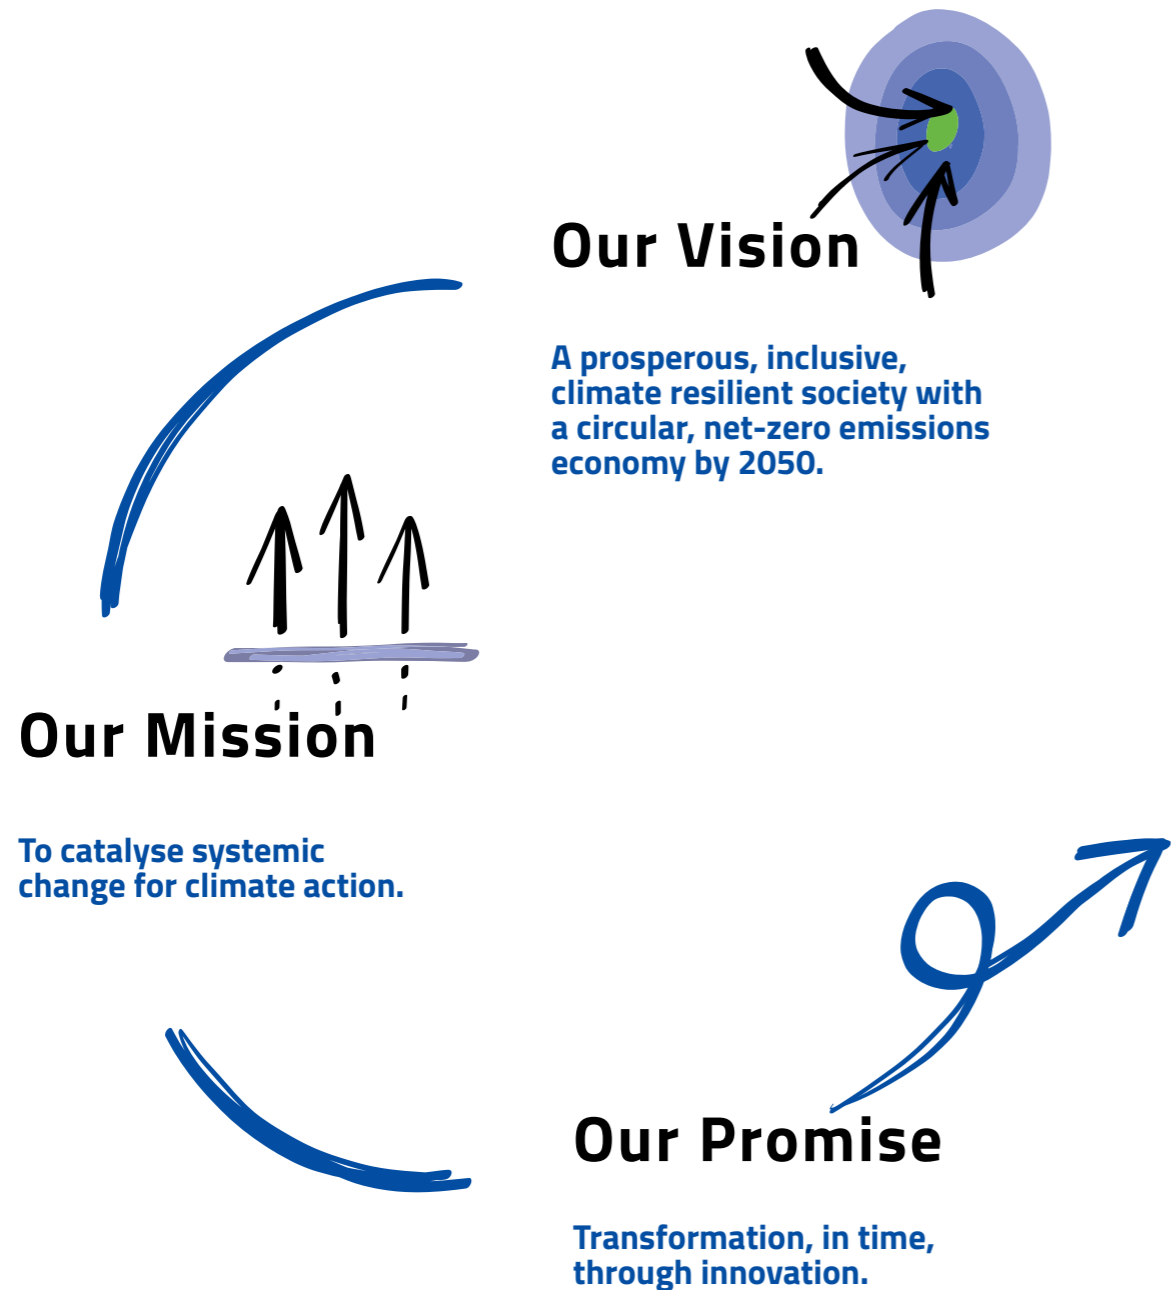 Our Vision
A prosperous, inclusive,
climate resilient society with
a circular, net-zero emissions
economy by 2050.
Our Mission
To catalyse systemic
change for climate action.
Our Promise
Transformation, in time,
through innovation.